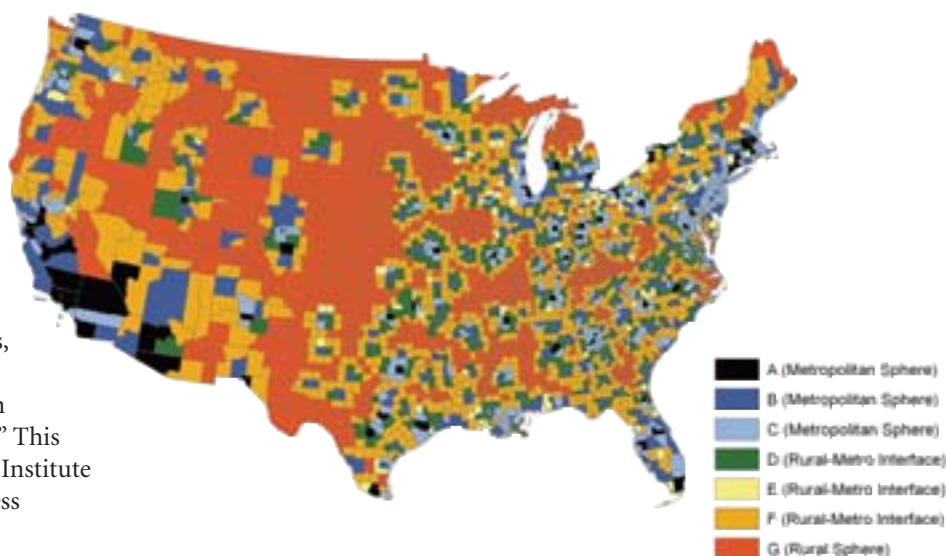 s,
n
” This
Institute
ess
A (Metropolitan Sphere)
B (Metropolitan Sphere)
C (Metropolitan Sphere)
D (Rural-Metro Interface)
E (Rural-Metro Interface)
F (Rural-Metro Interface)
G (Rural Sphere)